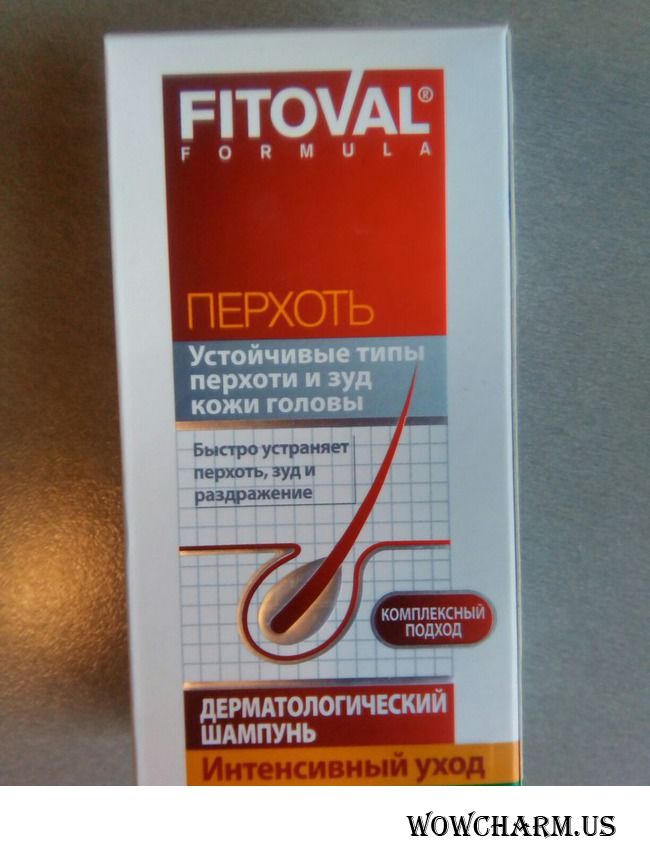 FITOVAL®
FORMULA
ПЕРХОТЬ
Устойчивые типы
перхоти и зуд
кожи головы
Быстро устраняет
перхоть, зуд и
раздражение
КОМПЛЕКСНЫЙ
ПОДХОД
ДЕРМАТОЛОГИЧЕСКИЙ
ШАМПУНЬ
Интенсивный уход
WOWCHARM.US